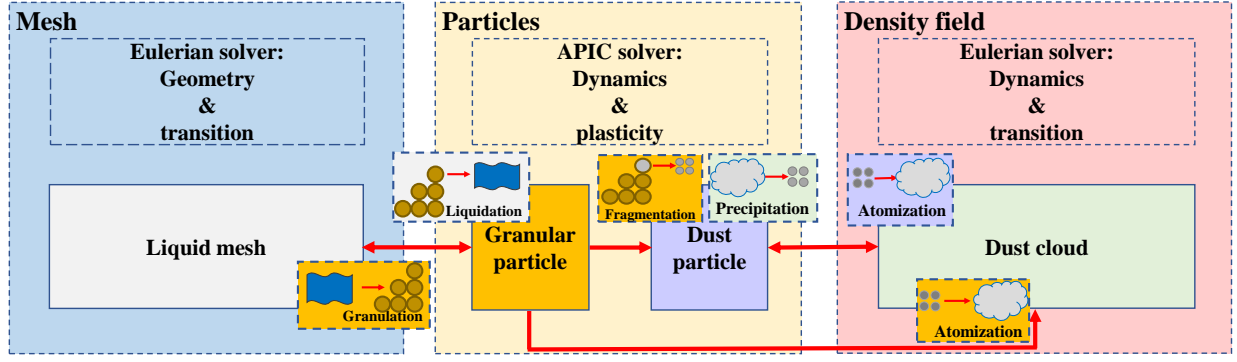 Mesh
Eulerian solver:
Geometry
&
transition
Liquid mesh
Granulation
Particles
APIC solver:
Dynamics
&
plasticity
Liquidation
Fragmentation
Precipitation
Granular
particle
Dust
particle
Density field
Eulerian solver:
Dynamics
&
transition
Atomization
Dust cloud
Atomization